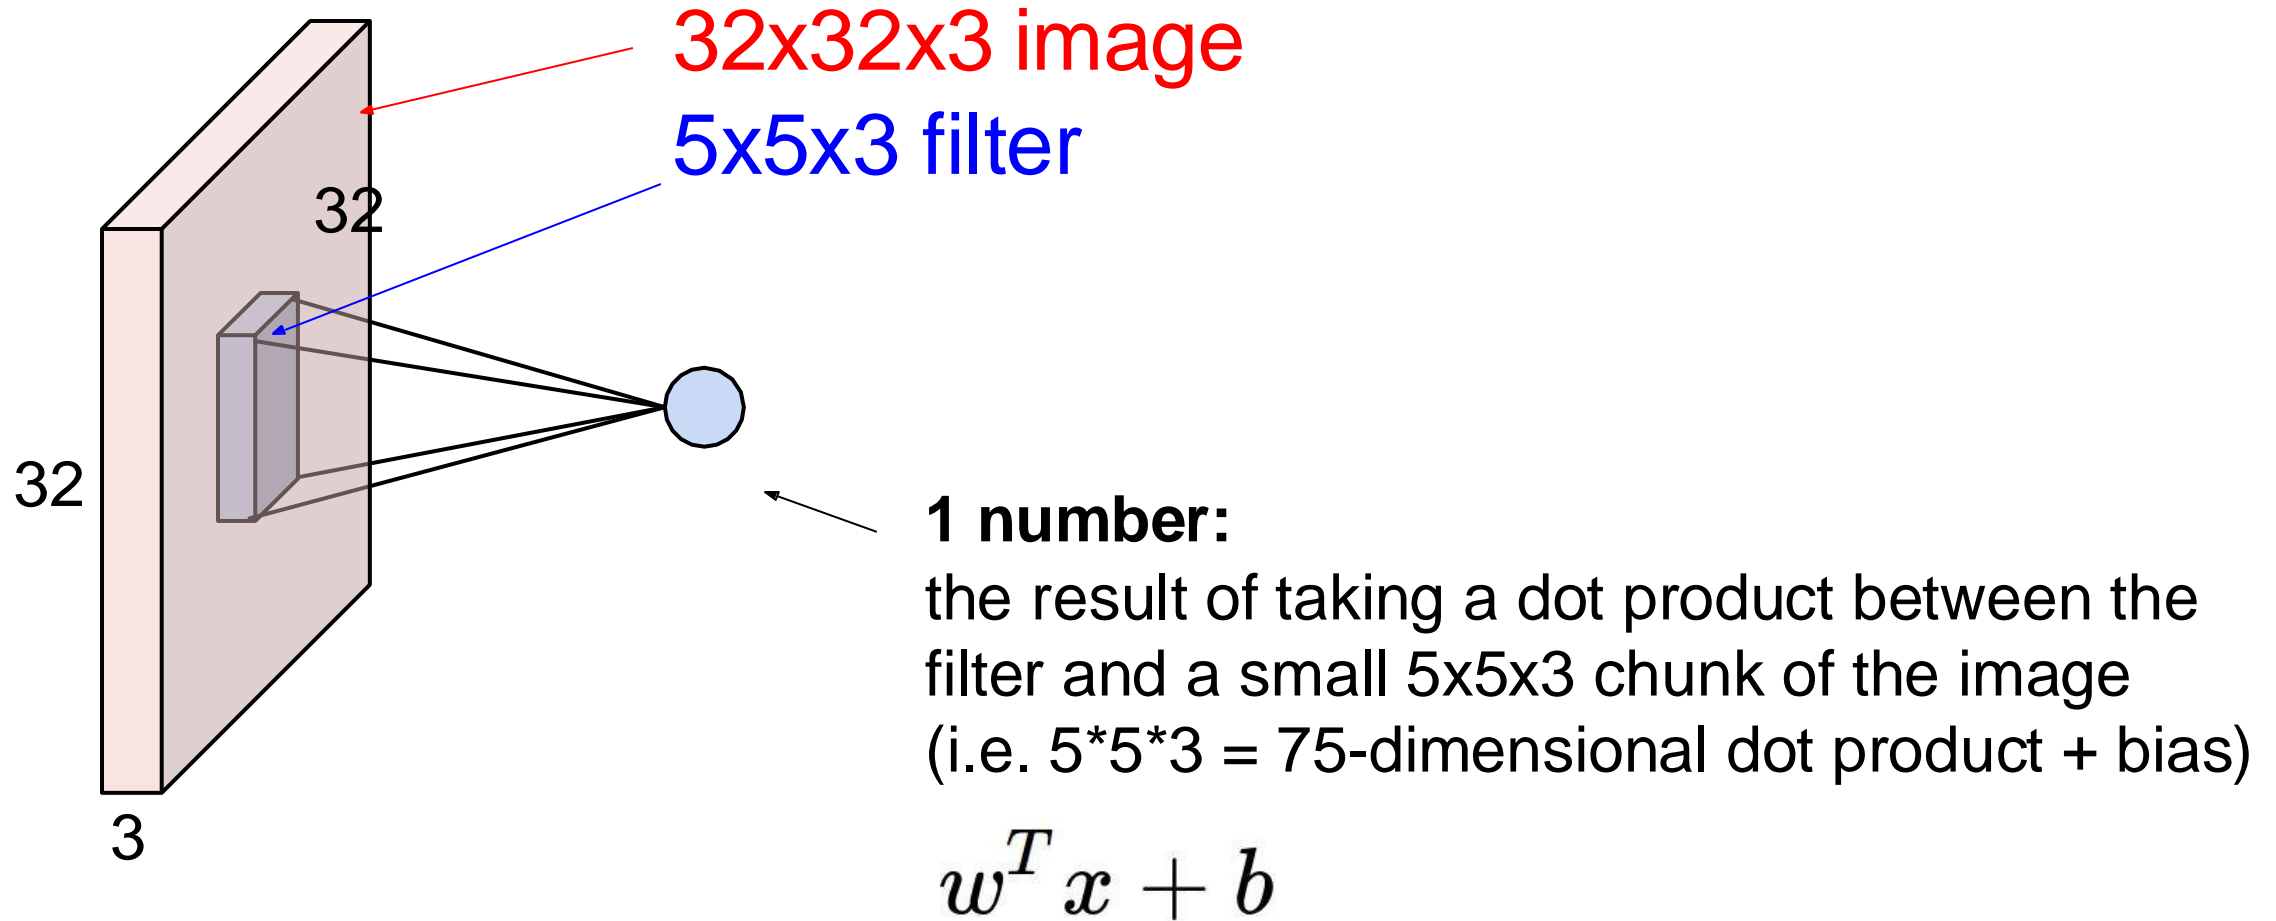 32x32x3 image
5x5x3 filter
32
32
1 number:
the result of taking a dot product between the
filter and a small 5x5x3 chunk of the image
(i.e. 5*5*3 = 75-dimensional dot product + bias)
3
w^T x + b